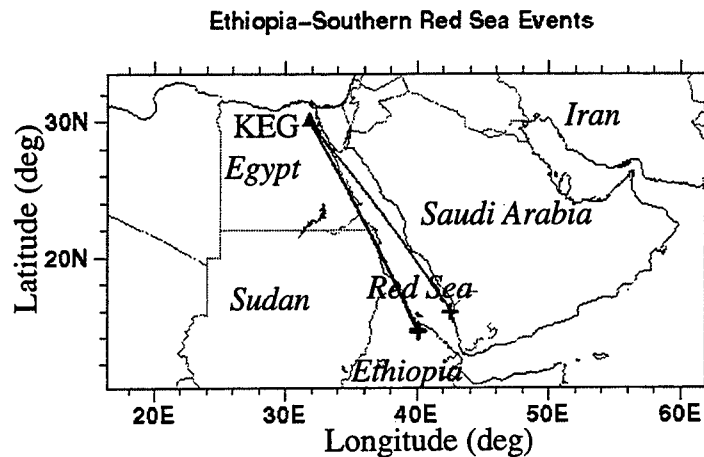 Ethiopia–Southern Red Sea Events
30N
KEG
Iran
Egypt
Saudi Arabia
20N
Red Sea
Sudan
Ethiopia
20E 30E 40E 50E 60E
Longitude (deg)
Latitude (deg)